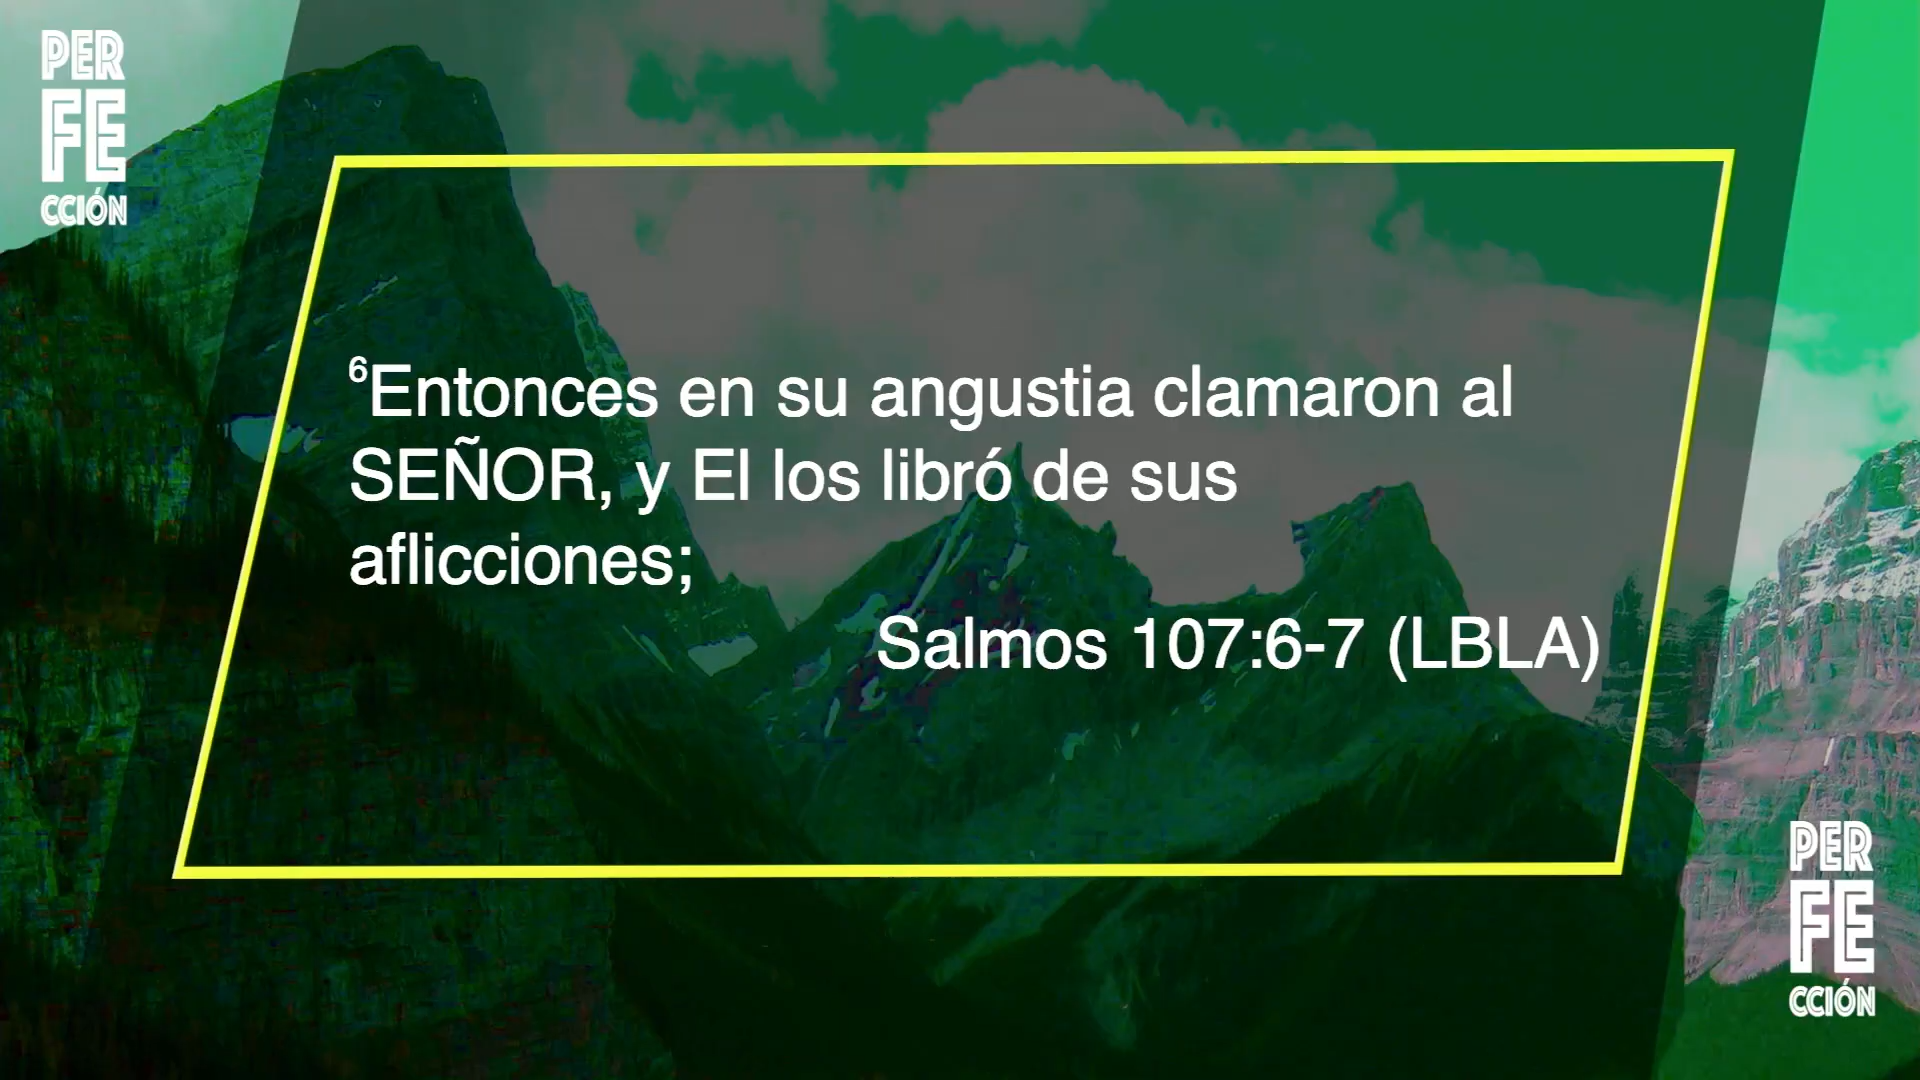 PER
FE
CCIÓN
⁶Entonces en su angustia clamaron al
SEÑOR, y El los libró de sus
aflicciones;
Salmos 107:6-7 (LBLA)
PER
FE
CCIÓN